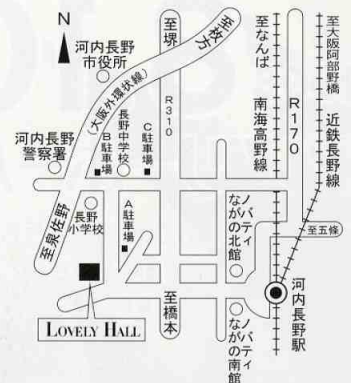 N
河内長野
市役所
至堺
至枚方
(大阪外環状線)
R310
長野中学校
B駐車場
C駐車場
河内長野
警察署
至泉佐野
長野
小学校
A駐車場
LOVELY HALL
至橋本
至なんば
南海高野線
R170
至大阪阿部野橋
近鉄長野線
ノバティ
ながの北館
至五條
河内長野駅
ノバティ
ながの南館